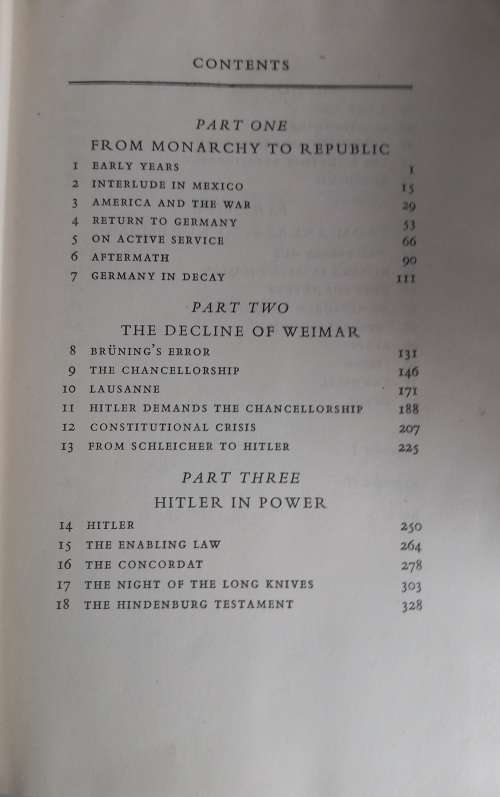 CONTENTS
PART ONE
FROM MONARCHY TO REPUBLIC
1 EARLY YEARS 1
2 INTERLUDE IN MEXICO 15
3 AMERICA AND THE WAR 29
4 RETURN TO GERMANY 53
5 ON ACTIVE SERVICE 66
6 AFTERMATH 90
7 GERMANY IN DECAY 111
PART TWO
THE DECLINE OF WEIMAR
8 BRÜNING'S ERROR 131
9 THE CHANCELLORSHIP 146
10 LAUSANNE 171
11 HITLER DEMANDS THE CHANCELLORSHIP 188
12 CONSTITUTIONAL CRISIS 207
13 FROM SCHLEICHER TO HITLER 225
PART THREE
HITLER IN POWER
14 HITLER 250
15 THE ENABLING LAW 264
16 THE CONCORDAT 278
17 THE NIGHT OF THE LONG KNIVES 303
18 THE HINDENBURG TESTAMENT 328